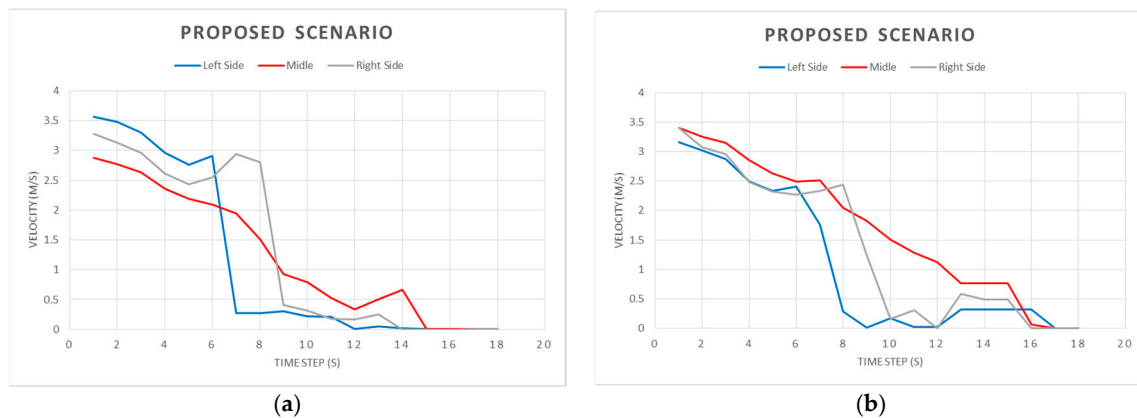 PROPOSED SCENARIO
Left Side Midle Right Side
4
3.5
3
2.5
2
1.5
1
0.5
0
VELOCITY (M/S)
0 2 4 6 8 10 12 14 16 18 20
TIME STEP (S)
(a)
PROPOSED SCENARIO
Left Side Midle Right Side
4
3.5
3
2.5
2
1.5
1
0.5
0
VELOCITY (M/S)
0 2 4 6 8 10 12 14 16 18 20
TIME STEP (S)
(b)